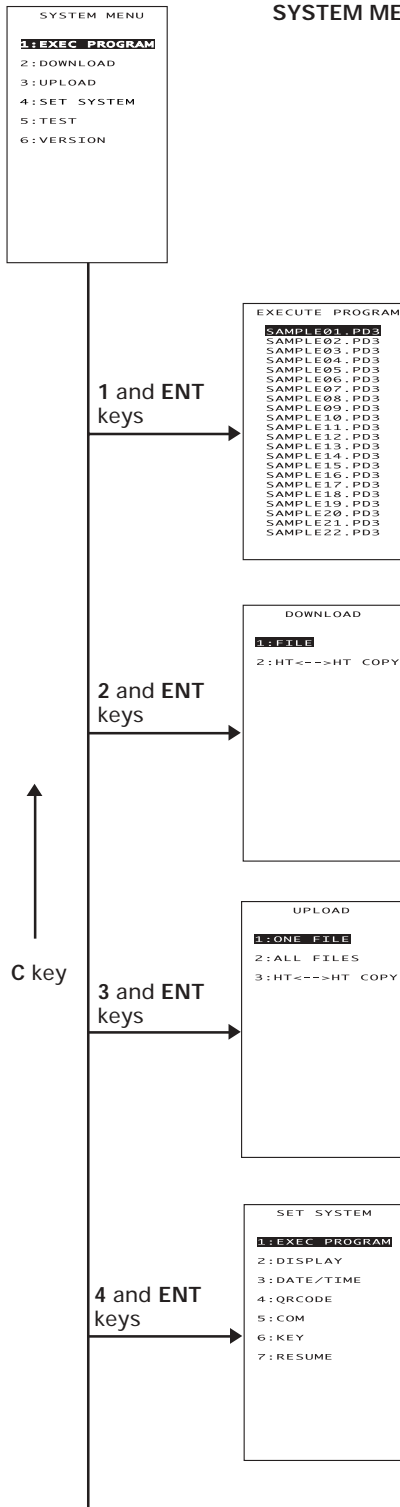 SYSTEM MENU
1:EXEC PROGRAM
2:DOWNLOAD
3:UPLOAD
4:SET SYSTEM
5:TEST
6:VERSION
SYSTEM ME
1 and ENT
keys
EXECUTE PROGRAM
SAMPLE01.PD3
SAMPLE02.PD3
SAMPLE03.PD3
SAMPLE04.PD3
SAMPLE05.PD3
SAMPLE06.PD3
SAMPLE07.PD3
SAMPLE08.PD3
SAMPLE09.PD3
SAMPLE10.PD3
SAMPLE11.PD3
SAMPLE12.PD3
SAMPLE13.PD3
SAMPLE14.PD3
SAMPLE15.PD3
SAMPLE16.PD3
SAMPLE17.PD3
SAMPLE18.PD3
SAMPLE19.PD3
SAMPLE20.PD3
SAMPLE21.PD3
SAMPLE22.PD3
2 and ENT
keys
DOWNLOAD
1:FILE
2:HT<-->HT COPY
C key
3 and ENT
keys
UPLOAD
1:ONE FILE
2:ALL FILES
3:HT<-->HT COPY
4 and ENT
keys
SET SYSTEM
1:EXEC PROGRAM
2:DISPLAY
3:DATE/TIME
4:QRCODE
5:COM
6:KEY
7:RESUME